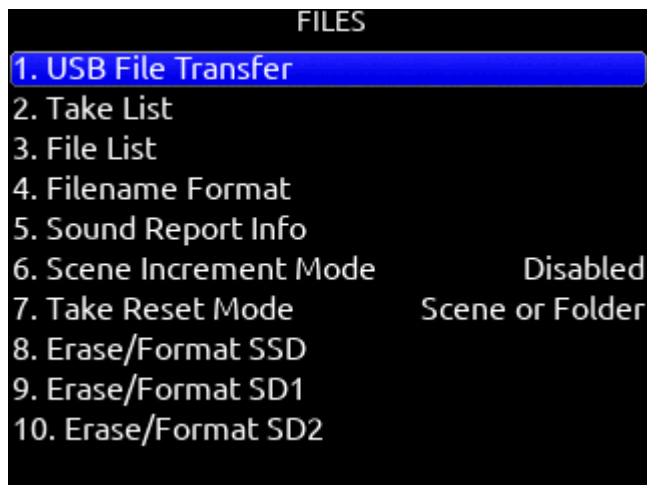 FILES
1. USB File Transfer
2. Take List
3. File List
4. Filename Format
5. Sound Report Info
6. Scene Increment Mode Disabled
7. Take Reset Mode Scene or Folder
8. Erase/Format SSD
9. Erase/Format SD1
10. Erase/Format SD2